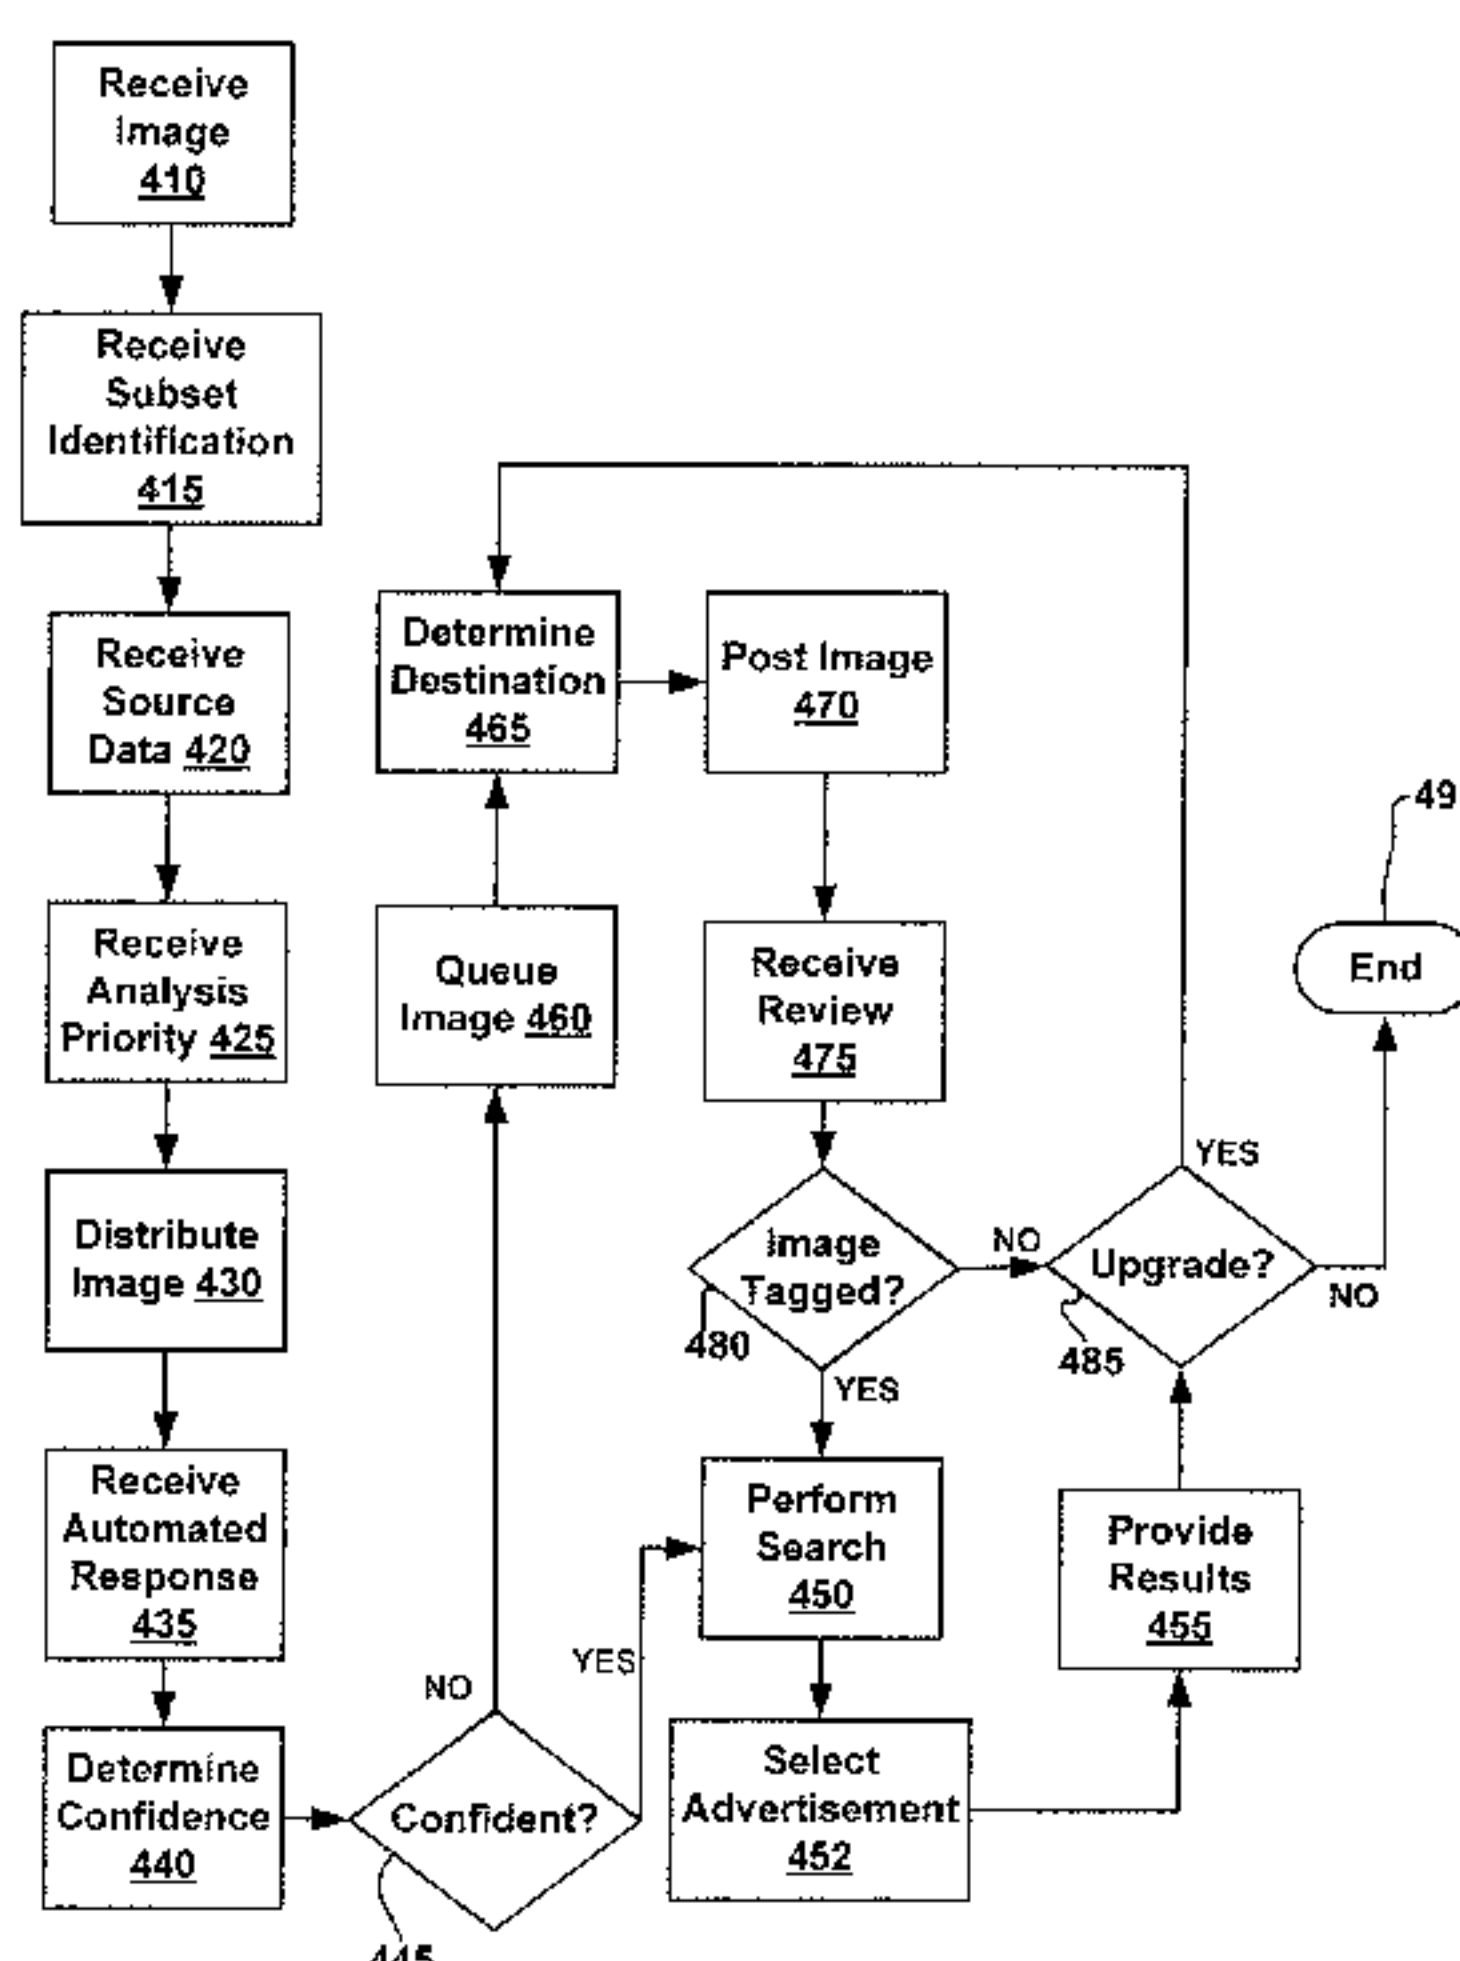 Receive
Image
410
Receive
Subset
Identification
415
Receive
Source
Data 420
Receive
Analysis
Priority 425
Distribute
Image 430
Receive
Automated
Response
435
Determine
Confidence
440
Confident?
445
NO
YES
Queue
Image 460
Determine
Destination
465
Post Image
470
Receive
Review
475
Image
Tagged?
480
NO
YES
Perform
Search
450
Select
Advertisement
452
Provide
Results
455
Upgrade?
485
YES
NO
End
49